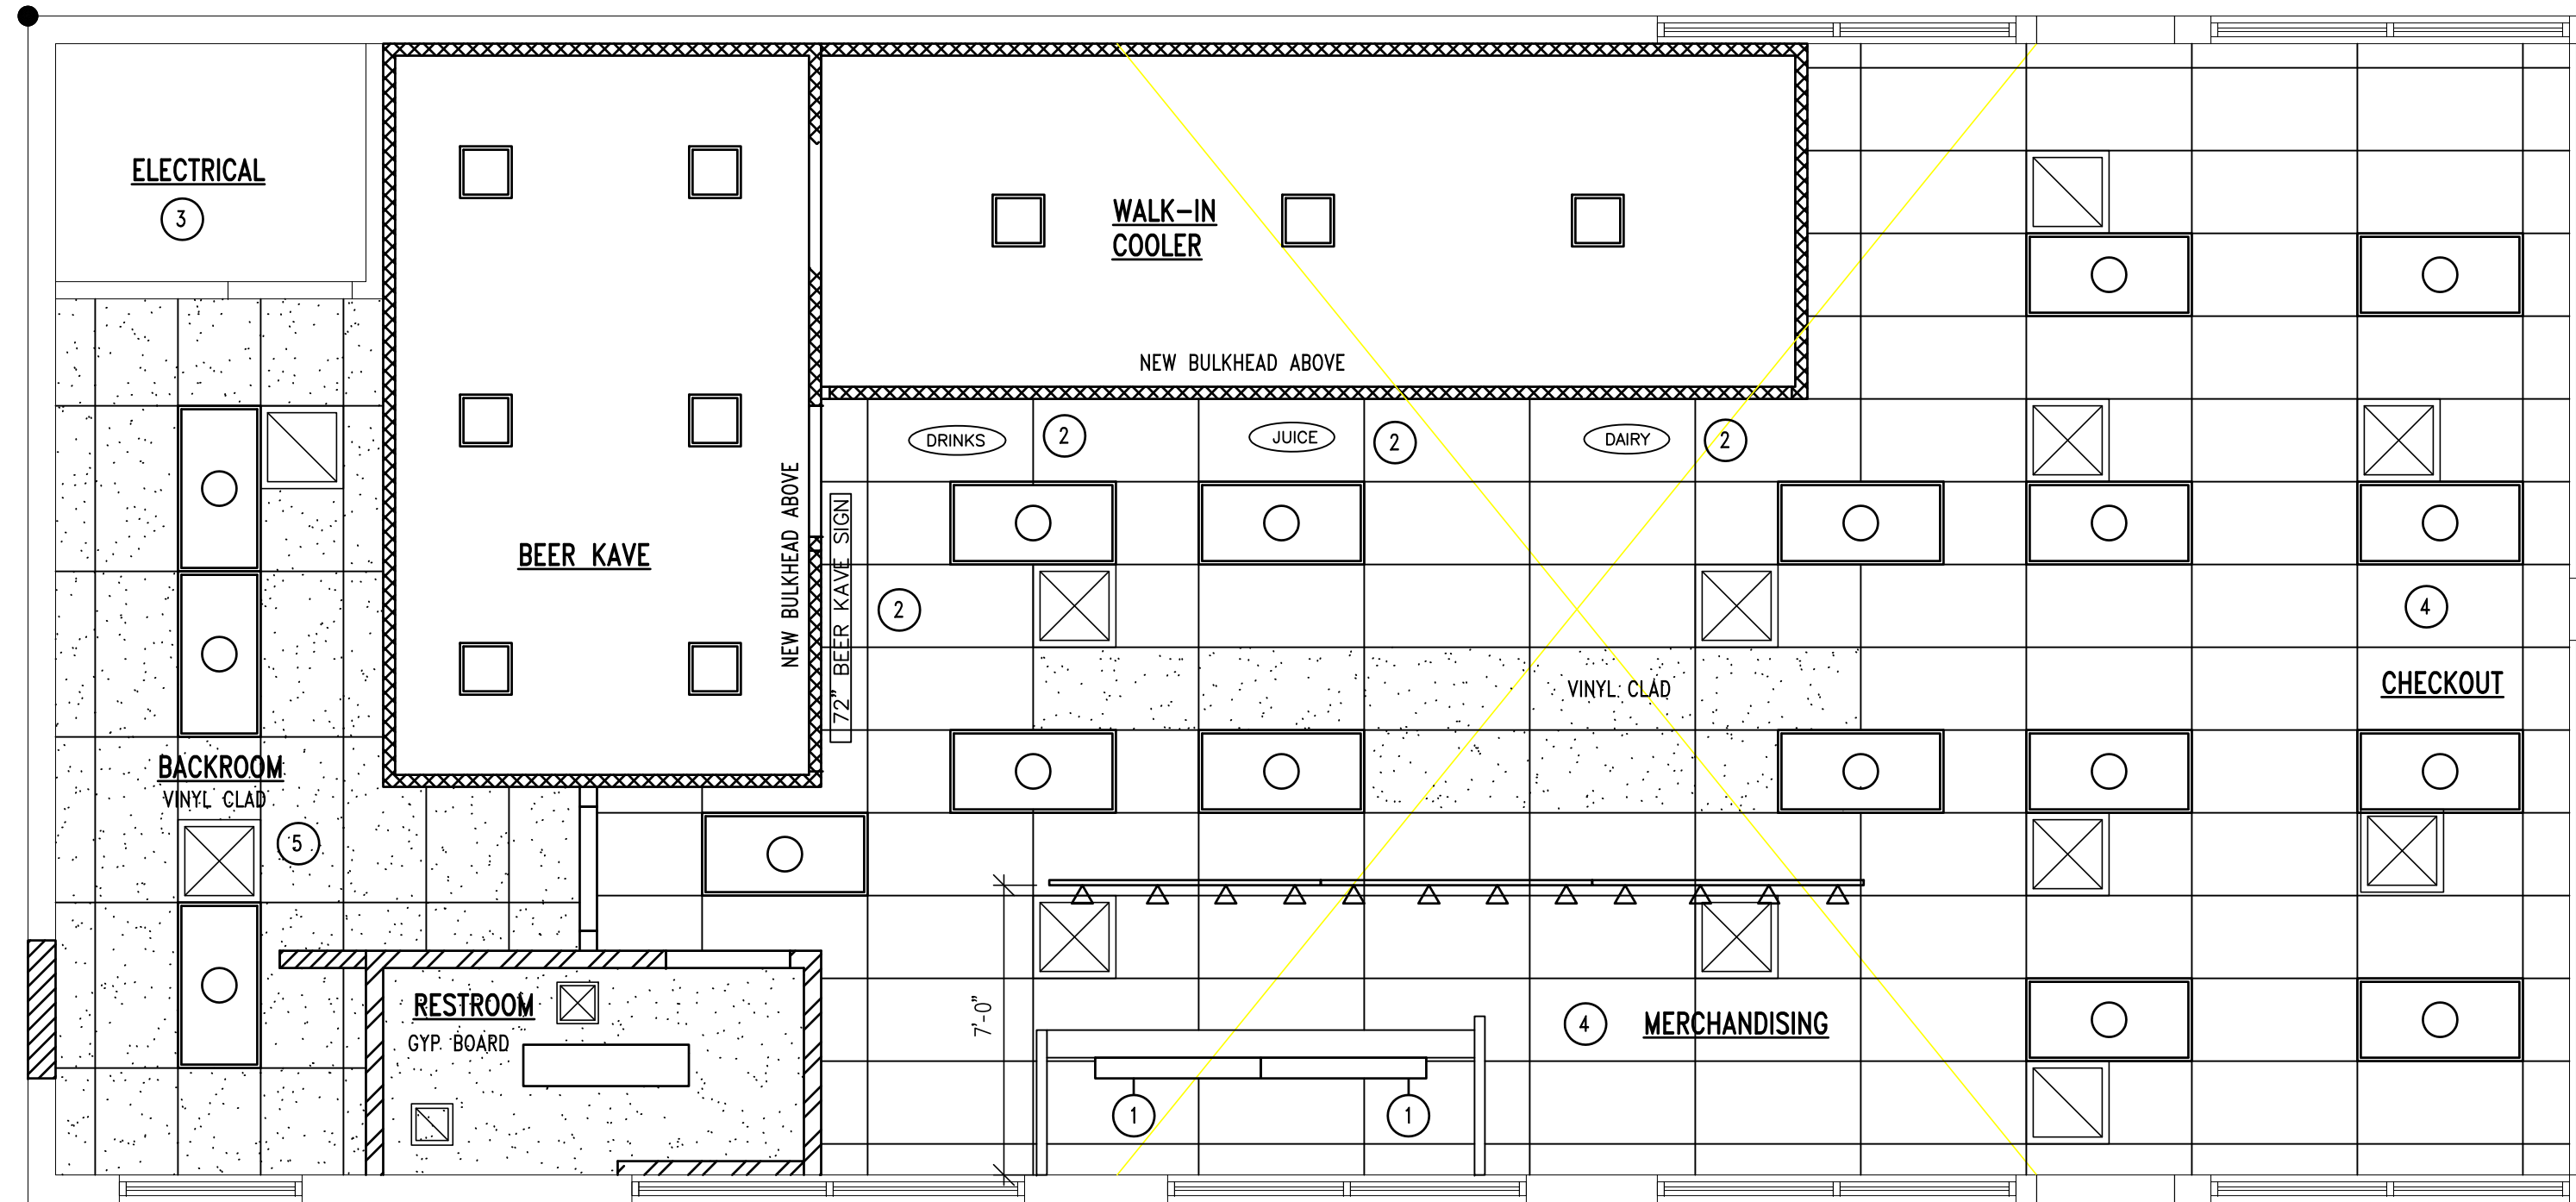 ELECTRICAL
3
WALK-IN
COOLER
NEW BULKHEAD ABOVE
DRINKS
2
JUICE
2
DAIRY
2
BEER KAVE
NEW BULKHEAD ABOVE
72" BEER KAVE SIGN
2
4
VINYL CLAD
CHECKOUT
BACKROOM
VINYL CLAD
5
RESTROOM
GYP BOARD
7'-0"
4
MERCHANDISING
1
1